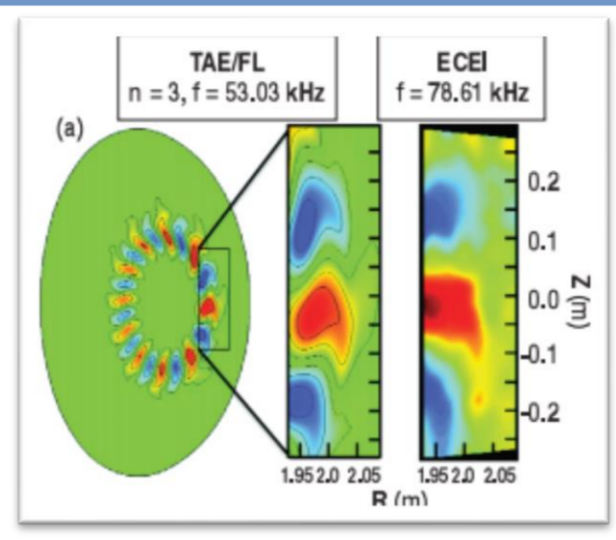 TAE/FL
n = 3, f = 53.03 kHz
ECEI
f = 78.61 kHz
(a)
0.2
0.1
0.0
-0.1
-0.2
Z (m)
1.95 2.0 2.05
1.95 2.0 2.05
R (m)